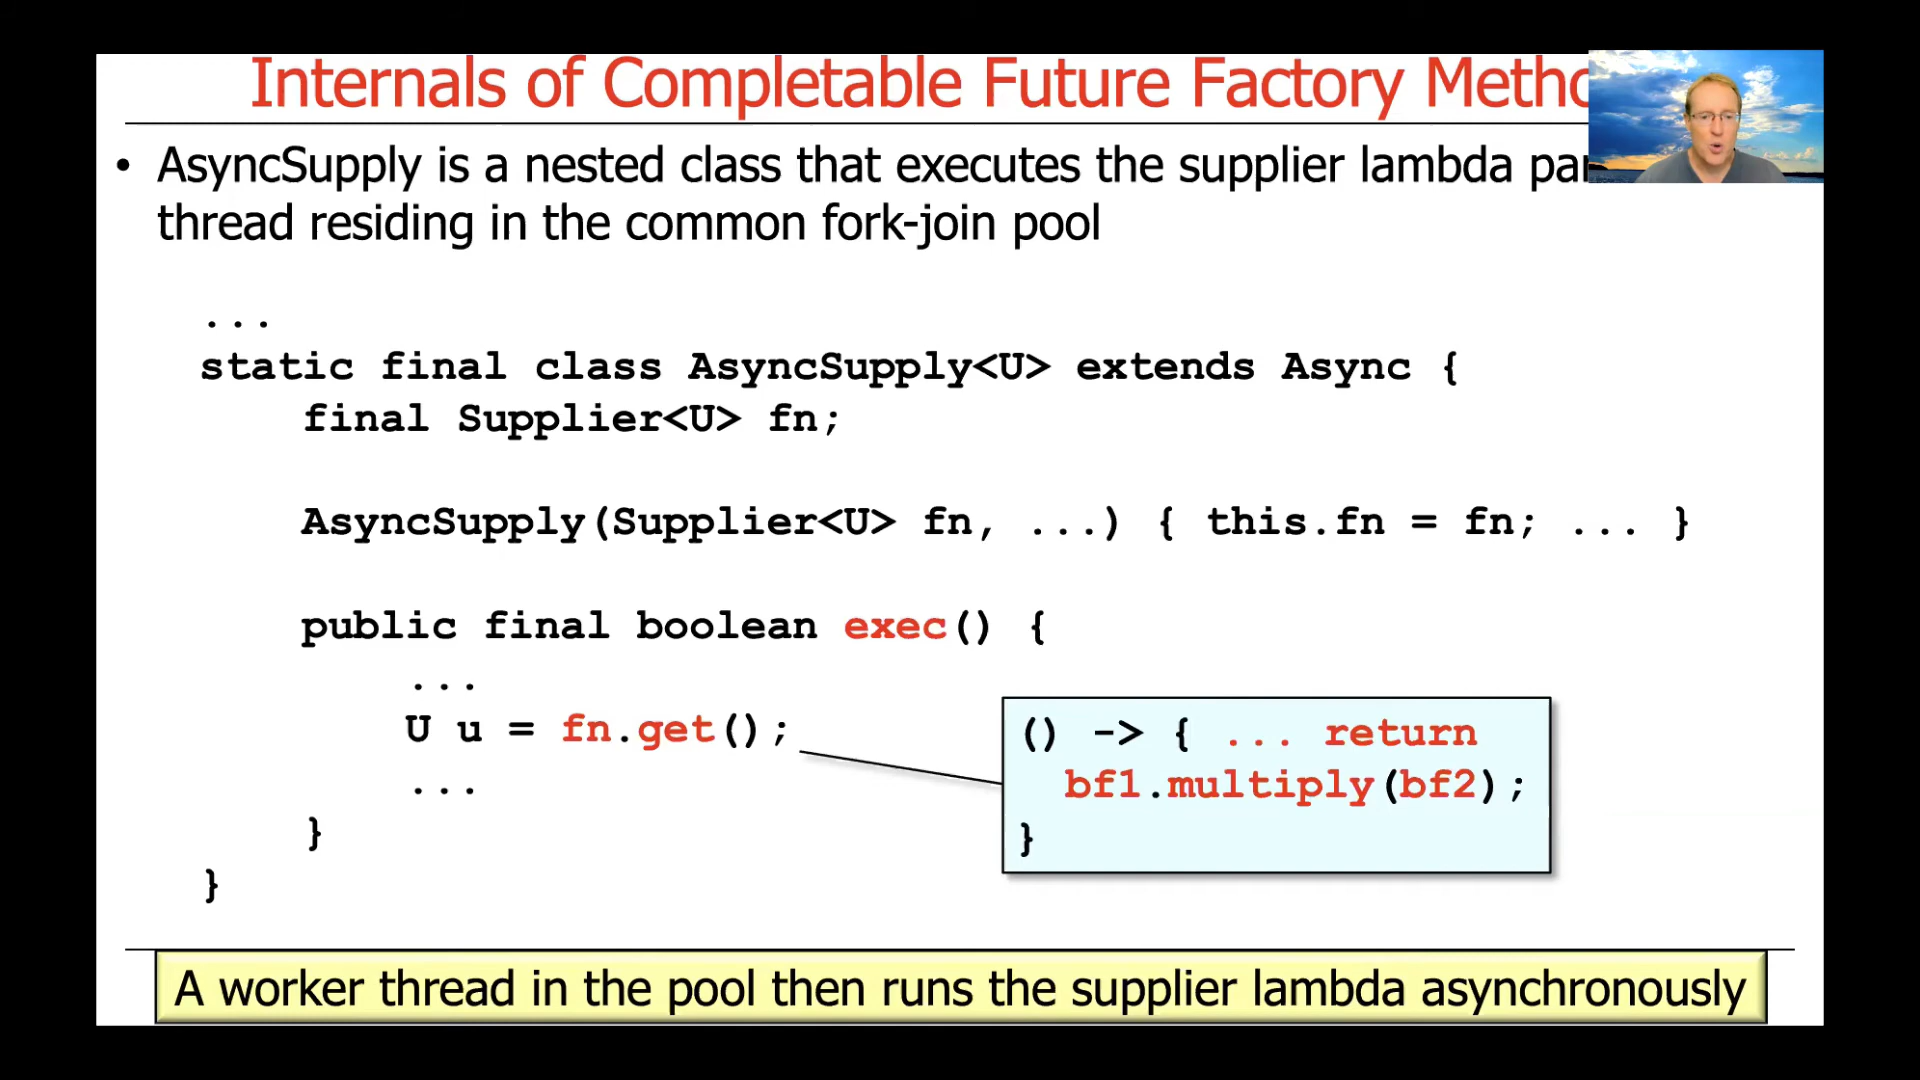 Internals of Completable Future Factory
• AsyncSupply is a nested class that executes the supplier lambda
thread residing in the common fork-join pool
...
static final class AsyncSupply<U> extends Async {
final Supplier<U> fn;
AsyncSupply(Supplier<U> fn, ...) { this.fn = fn; ... }
public final boolean exec() {
...
U u = fn.get();
...
}
}
() -> { ... return
bf1.multiply(bf2);
}
A worker thread in the pool then runs the supplier lambda asynchronously